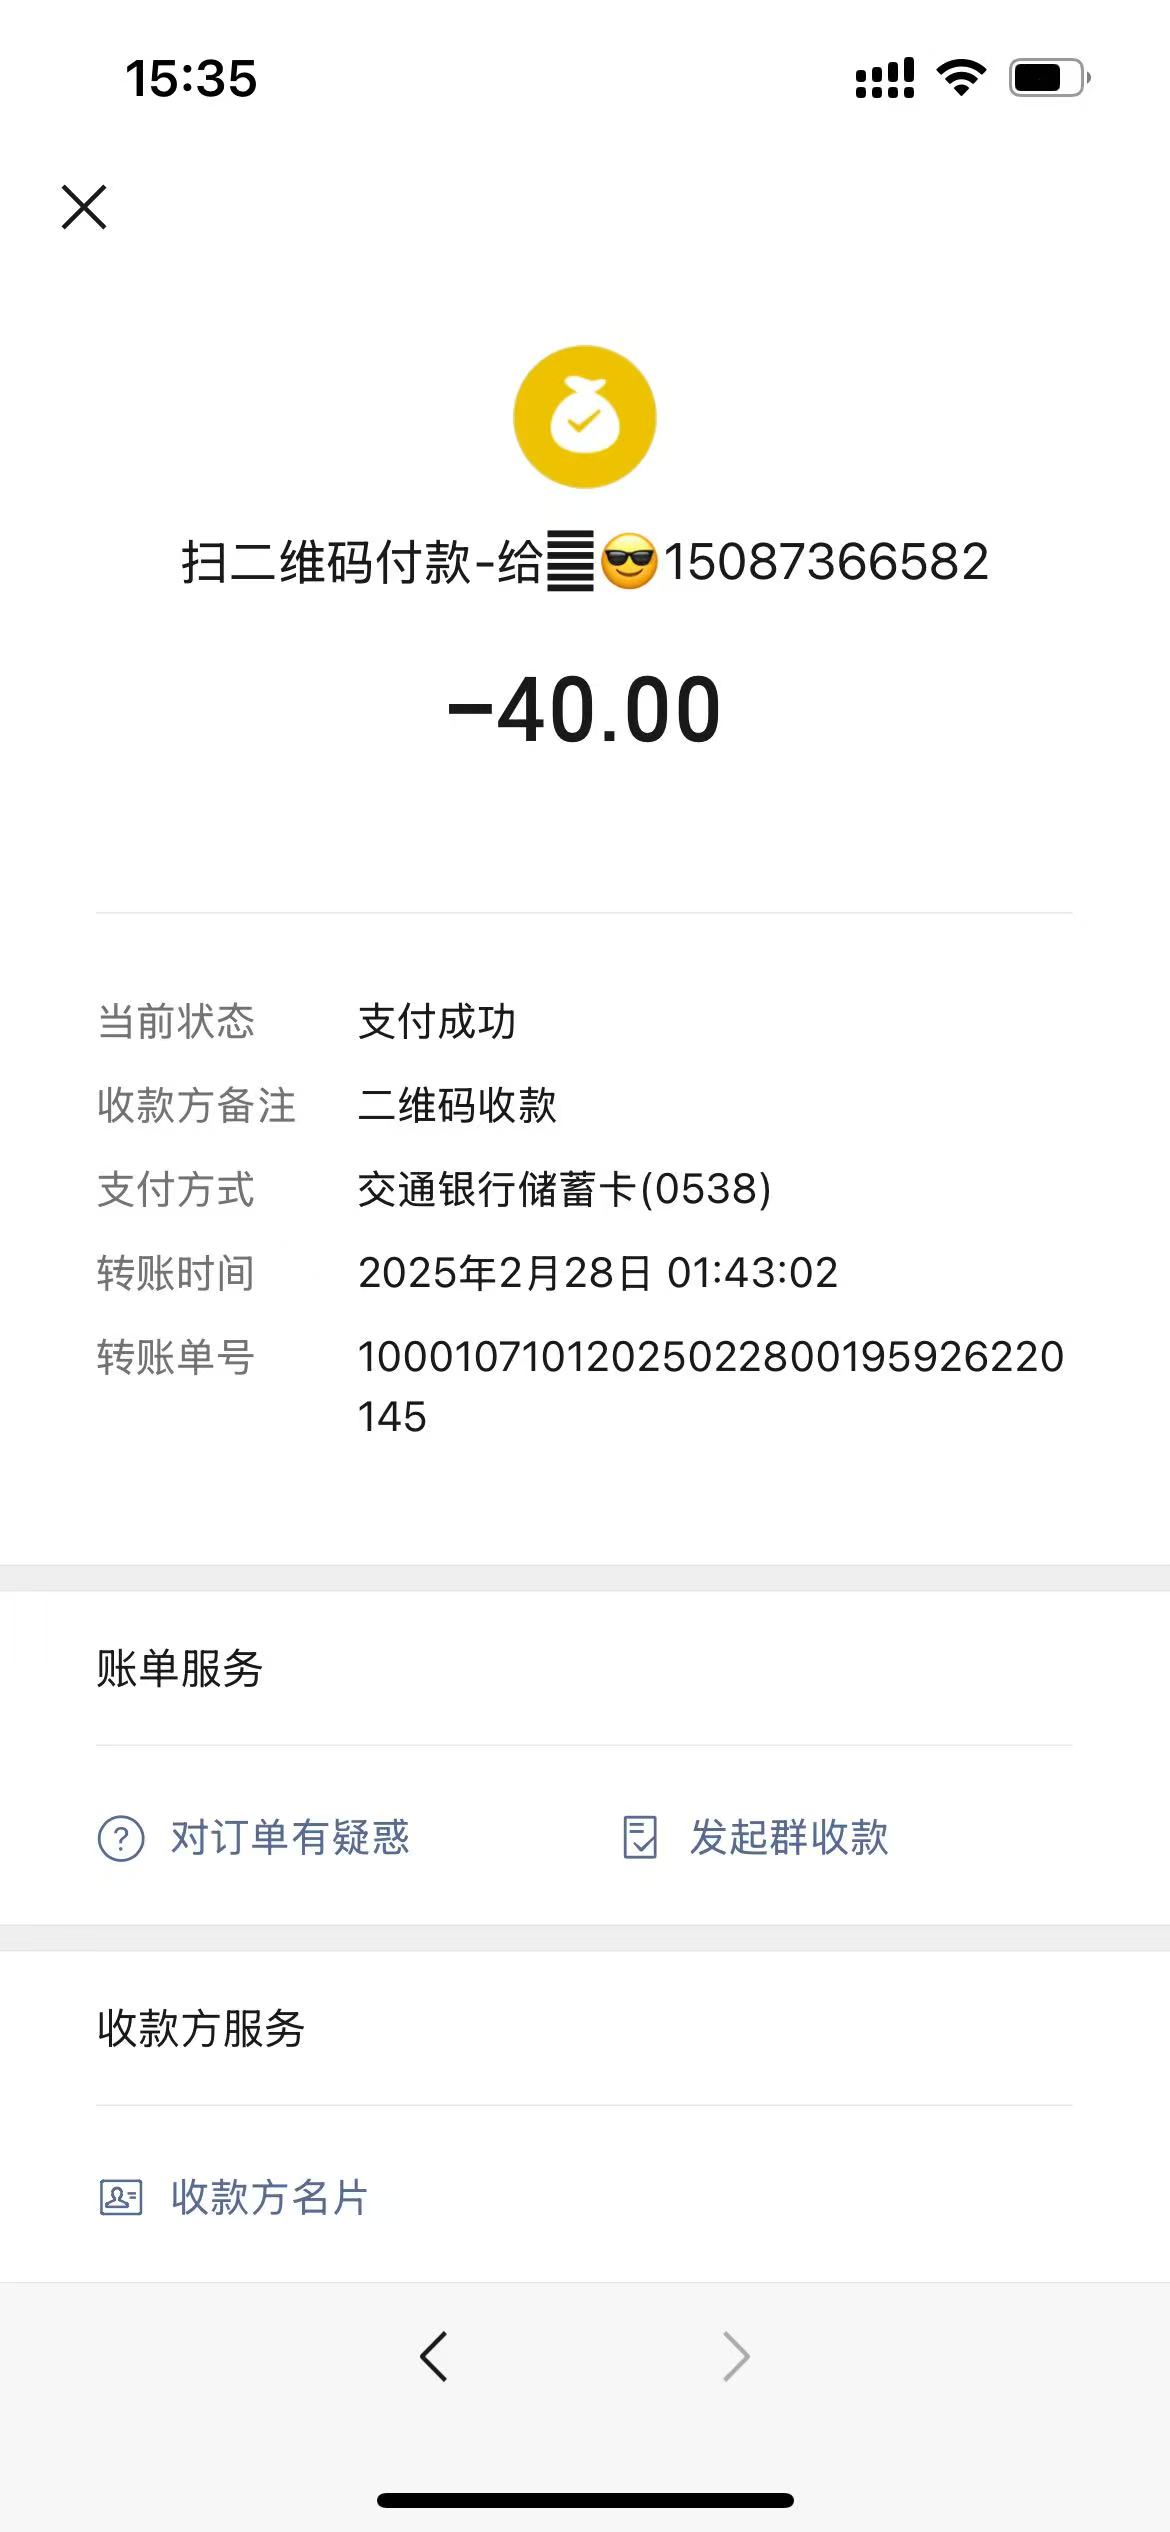 15:35
扫二维码付款-给䷀😎15087366582
-40.00
当前状态 支付成功
收款方备注 二维码收款
支付方式 交通银行储蓄卡(0538)
转账时间 2025年2月28日 01:43:02
转账单号 1000107101202502280019592622​0
145
账单服务
对订单有疑惑 发起群收款
收款方服务
收款方名片